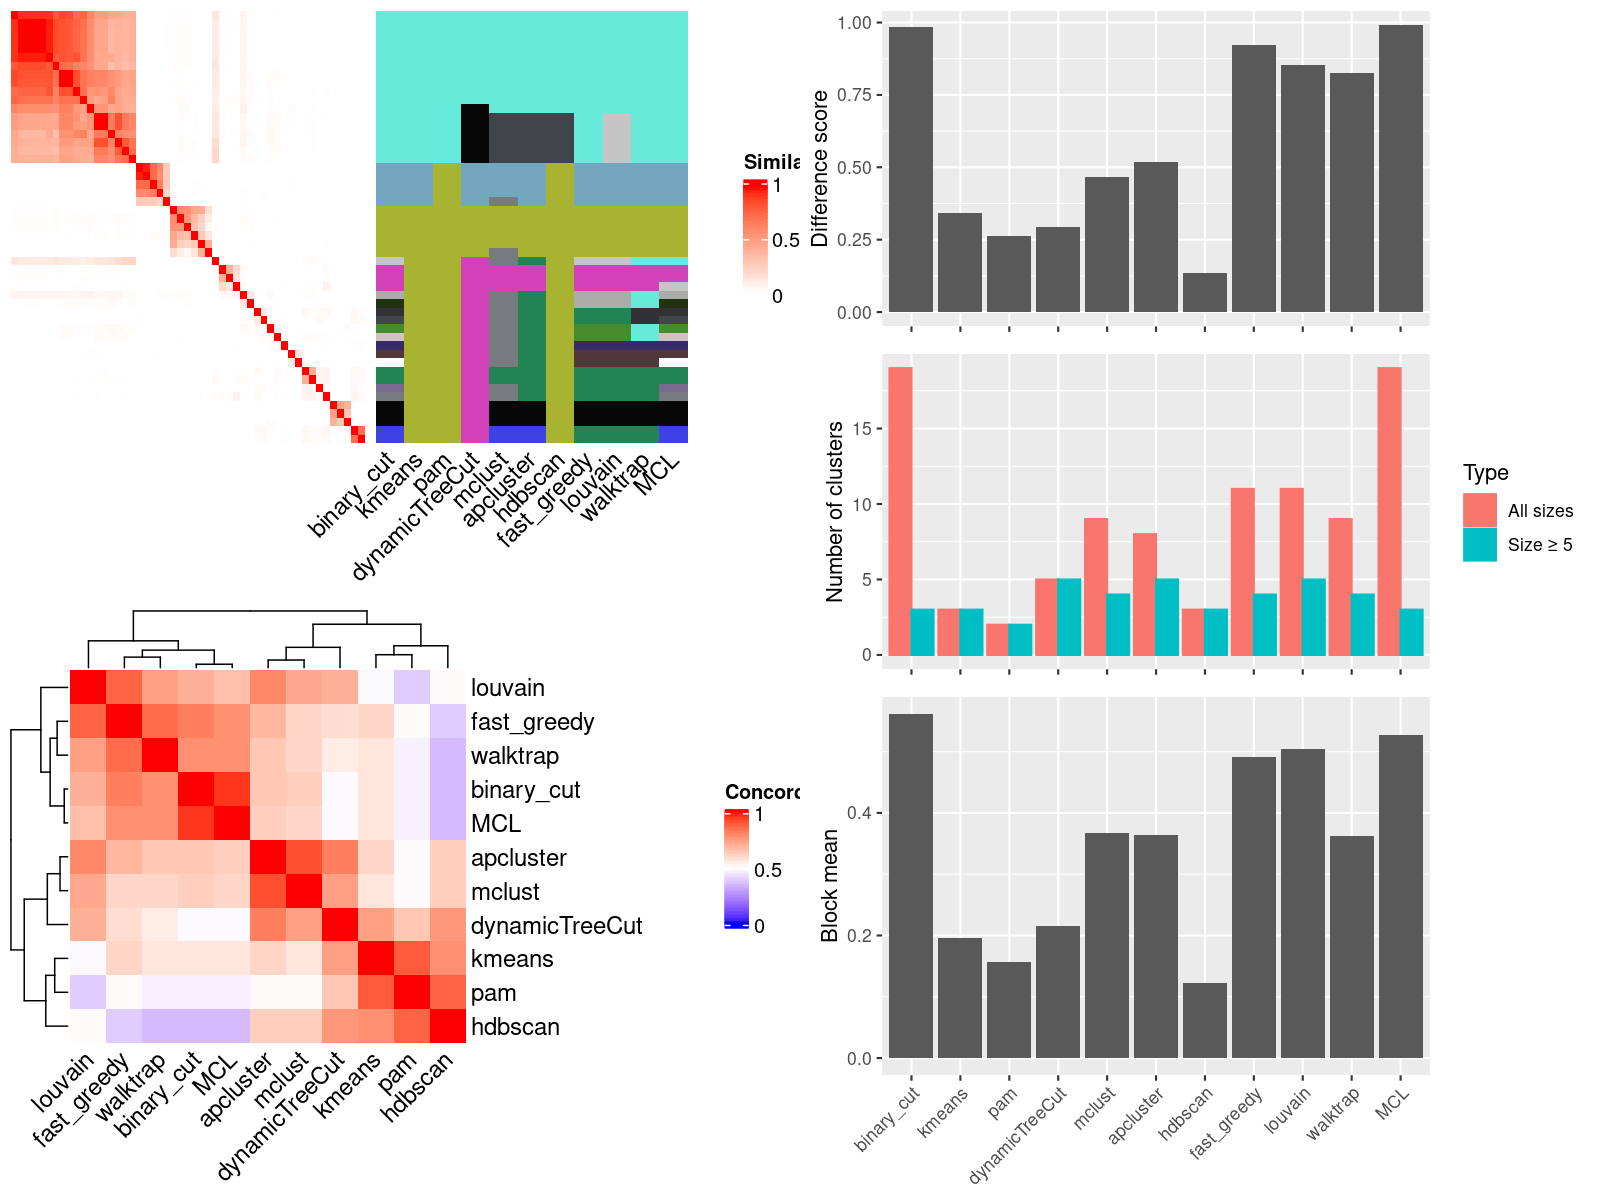 Simila
1
0.5
0
binary_cut
kmeans
pam
dynamicTreeCut
mclust
apcluster
hdbscan
fast_greedy
louvain
walktrap
MCL
louvain
fast_greedy
walktrap
binary_cut
MCL
apcluster
mclust
dynamicTreeCut
kmeans
pam
hdbscan
louvain
fast_greedy
walktrap
binary_cut
MCL
apcluster
mclust
dynamicTreeCut
kmeans
pam
hdbscan
Concord
1
0.5
0
Difference score
1.00
0.75
0.50
0.25
0.00
Number of clusters
15
10
5
0
Type
All sizes
Size ≥ 5
Block mean
0.4
0.2
0.0
binary_cut
kmeans
pam
dynamicTreeCut
mclust
apcluster
hdbscan
fast_greedy
louvain
walktrap
MCL